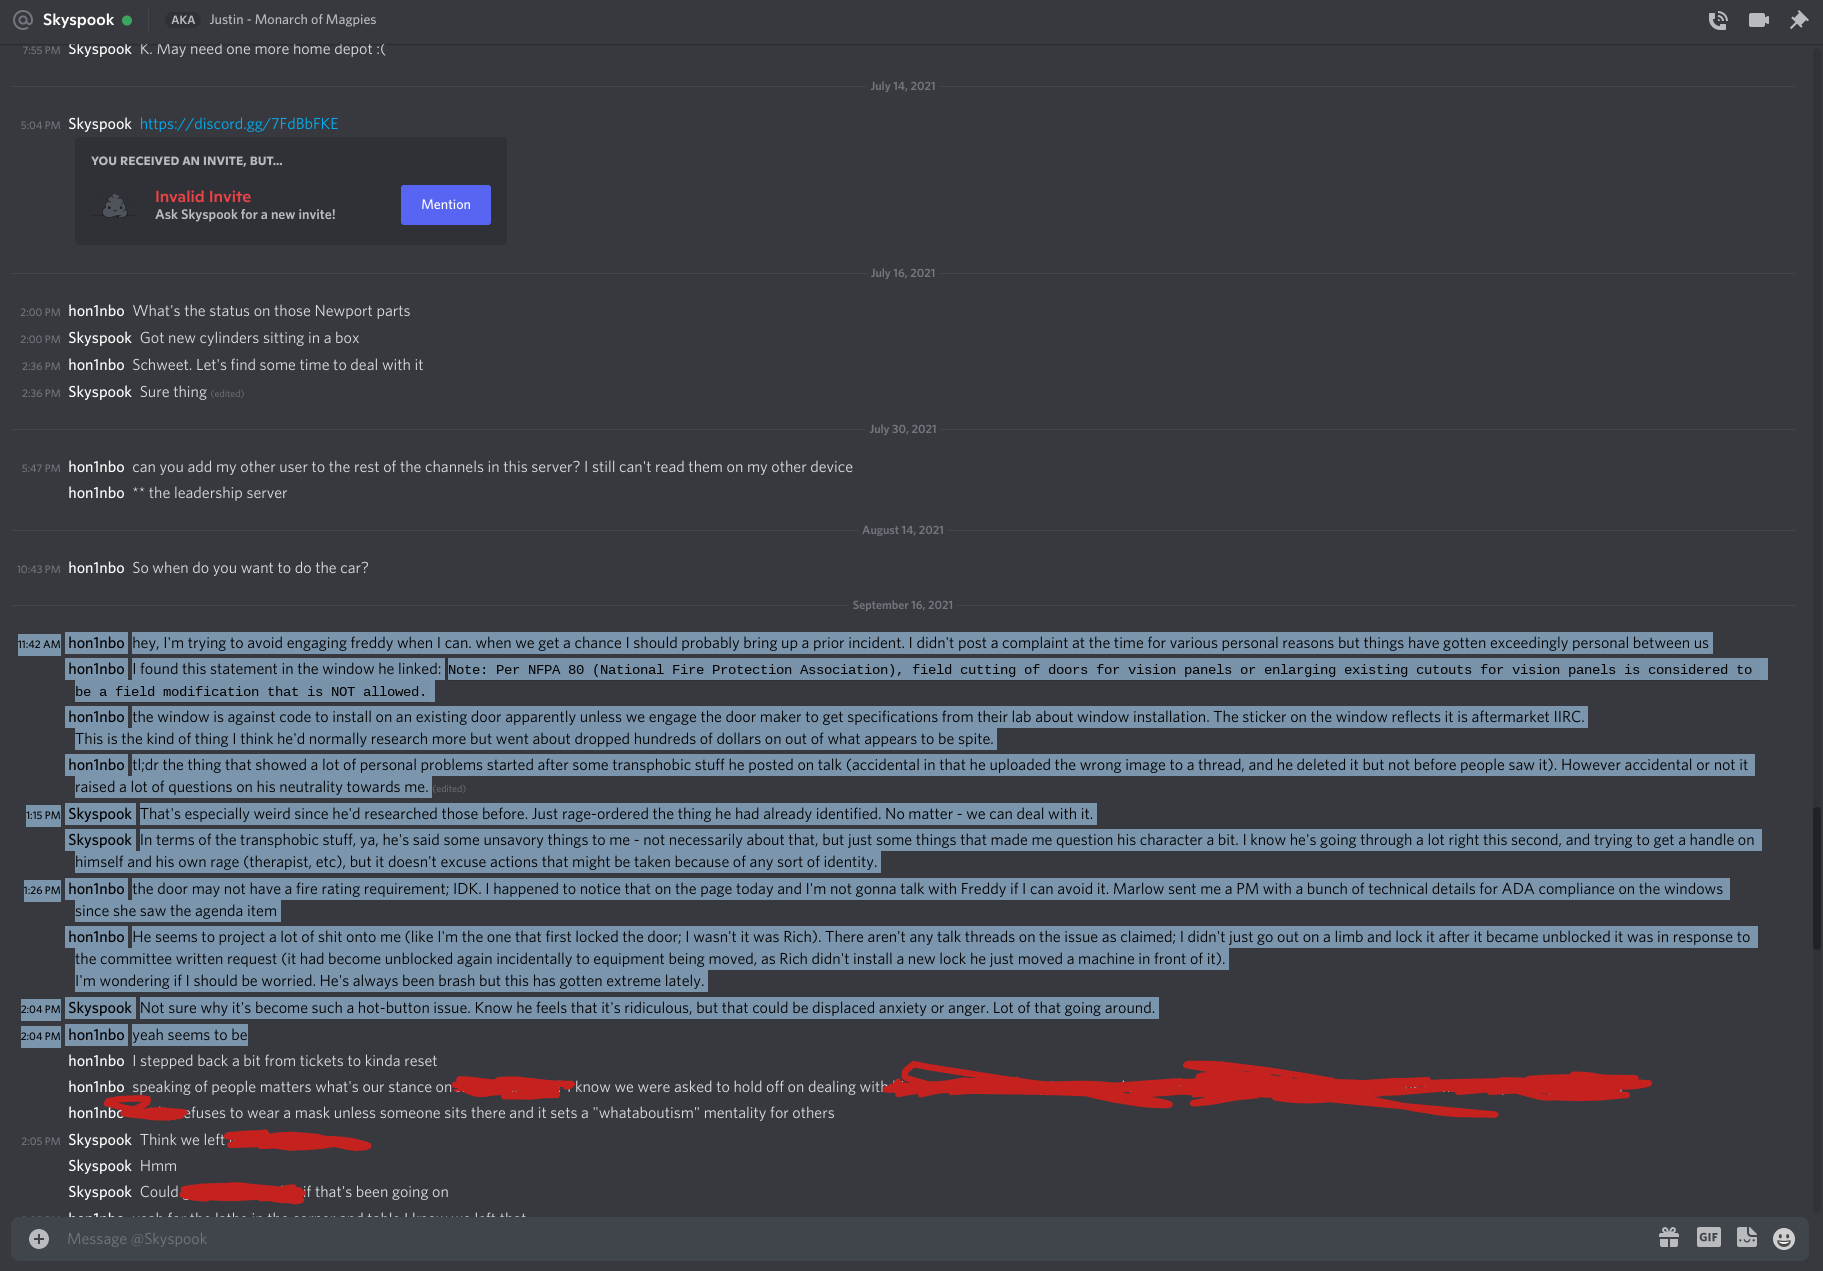 Skyspook AKA Justin - Monarch of Magpies
7:55 PM Skyspook K. May need one more home depot :(
July 14, 2021
5:04 PM Skyspook https://discord.gg/7FdBbFKE
YOU RECEIVED AN INVITE, BUT...
Invalid Invite
Ask Skyspook for a new invite!
Mention
July 16, 2021
2:00 PM hon1nbo What's the status on those Newport parts
2:00 PM Skyspook Got new cylinders sitting in a box
2:36 PM hon1nbo Schweet. Let's find some time to deal with it
2:36 PM Skyspook Sure thing (edited)
July 30, 2021
5:47 PM hon1nbo can you add my other user to the rest of the channels in this server? I still can't read them on my other device
hon1nbo ** the leadership server
August 14, 2021
10:43 PM hon1nbo So when do you want to do the car?
September 16, 2021
11:42 AM hon1nbo hey, I'm trying to avoid engaging freddy when I can. when we get a chance I should probably bring up a prior incident. I didn't post a complaint at the time for various personal reasons but things have gotten exceedingly personal between us
hon1nbo I found this statement in the window he linked: Note: Per NFPA 80 (National Fire Protection Association), field cutting of doors for vision panels or enlarging existing cutouts for vision panels is considered to
be a field modification that is NOT allowed.
hon1nbo the window is against code to install on an existing door apparently unless we engage the door maker to get specifications from their lab about window installation. The sticker on the window reflects it is aftermarket IIRC.
This is the kind of thing I think he'd normally research more but went about dropped hundreds of dollars on out of what appears to be spite.
hon1nbo tl;dr the thing that showed a lot of personal problems started after some transphobic stuff he posted on talk (accidental in that he uploaded the wrong image to a thread, and he deleted it but not before people saw it). However accidental or not it
raised a lot of questions on his neutrality towards me. (edited)
1:15 PM Skyspook That's especially weird since he'd researched those before. Just rage-ordered the thing he had already identified. No matter - we can deal with it.
Skyspook In terms of the transphobic stuff, ya, he's said some unsavory things to me - not necessarily about that, but just some things that made me question his character a bit. I know he's going through a lot right this second, and trying to get a handle on
himself and his own rage (therapist, etc), but it doesn't excuse actions that might be taken because of any sort of identity.
1:26 PM hon1nbo the door may not have a fire rating requirement; IDK. I happened to notice that on the page today and I'm not gonna talk with Freddy if I can avoid it. Marlow sent me a PM with a bunch of technical details for ADA compliance on the windows
since she saw the agenda item
hon1nbo He seems to project a lot of shit onto me (like I'm the one that first locked the door; I wasn't it was Rich). There aren't any talk threads on the issue as claimed; I didn't just go out on a limb and lock it after it became unblocked it was in response to
the committee written request (it had become unblocked again incidentally to equipment being moved, as Rich didn't install a new lock he just moved a machine in front of it).
I'm wondering if I should be worried. He's always been brash but this has gotten extreme lately.
2:04 PM Skyspook Not sure why it's become such a hot-button issue. Know he feels that it's ridiculous, but that could be displaced anxiety or anger. Lot of that going around.
2:04 PM hon1nbo yeah seems to be
hon1nbo I stepped back a bit from tickets to kinda reset
hon1nbo speaking of people matters what's our stance on know we were asked to hold off on dealing with
hon1nbo efuses to wear a mask unless someone sits there and it sets a "whataboutism" mentality for others
2:05 PM Skyspook Think we left
Skyspook Hmm
Skyspook Could if that's been going on
hon1nbo yeah for the lathe in the corner and table I know we left that
Message @Skyspook
GIF